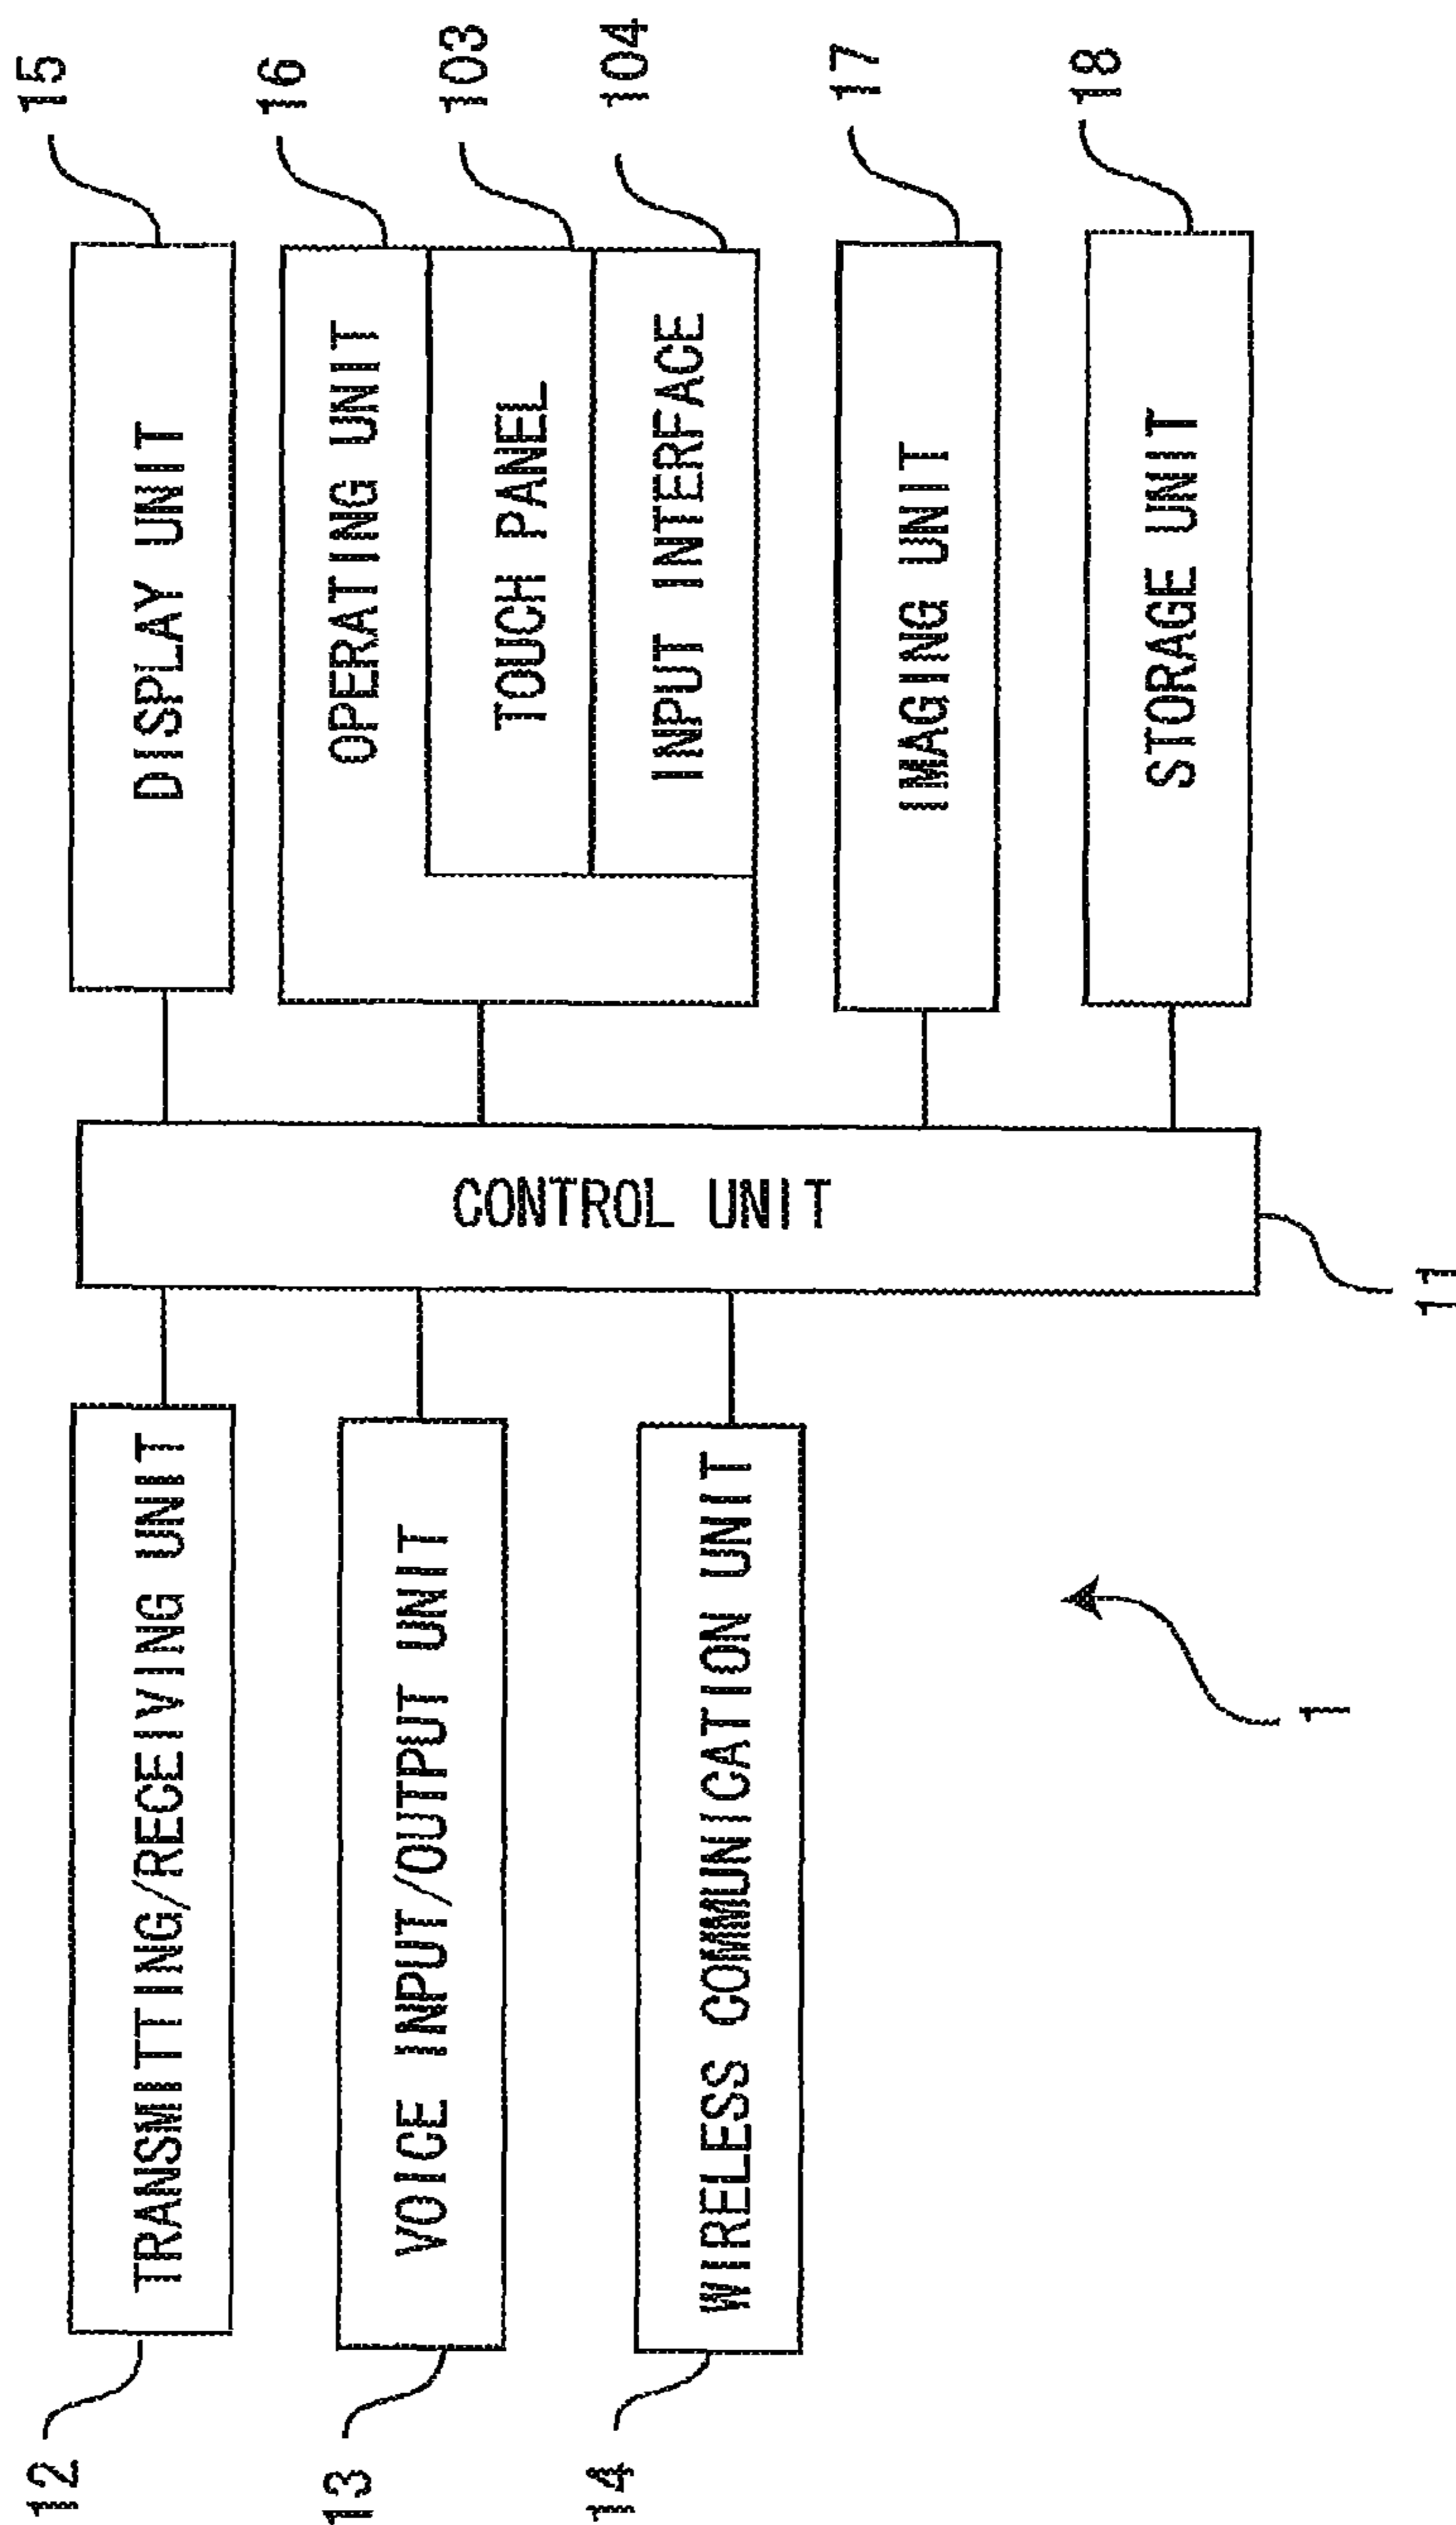 12
TRANSMITTING/RECEIVING UNIT
13
VOICE INPUT/OUTPUT UNIT
14
WIRELESS COMMUNICATION UNIT
1
CONTROL UNIT
11
DISPLAY UNIT
15
OPERATING UNIT
16
TOUCH PANEL
103
INPUT INTERFACE
104
IMAGING UNIT
17
STORAGE UNIT
18